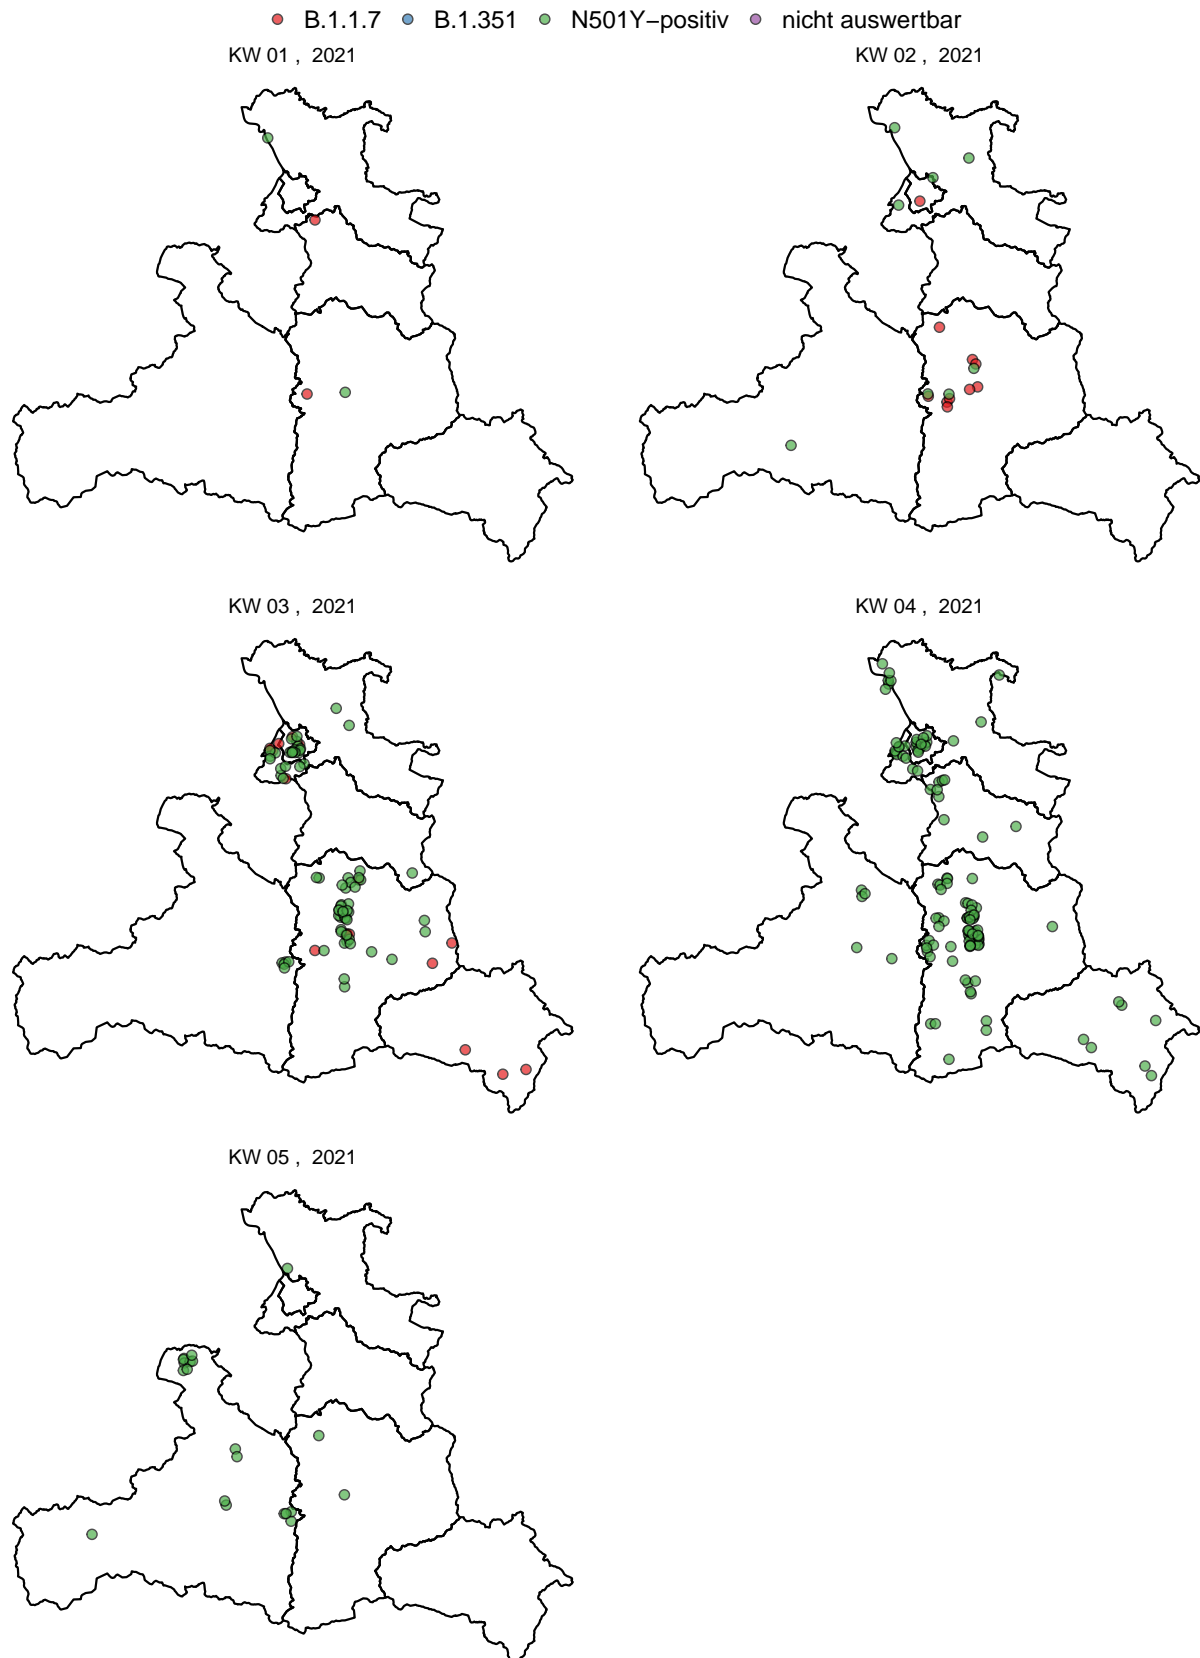 B.1.1.7 B.1.351 N501Y−positiv nicht auswertbar
KW 01 , 2021
KW 02 , 2021
KW 03 , 2021
KW 04 , 2021
KW 05 , 2021